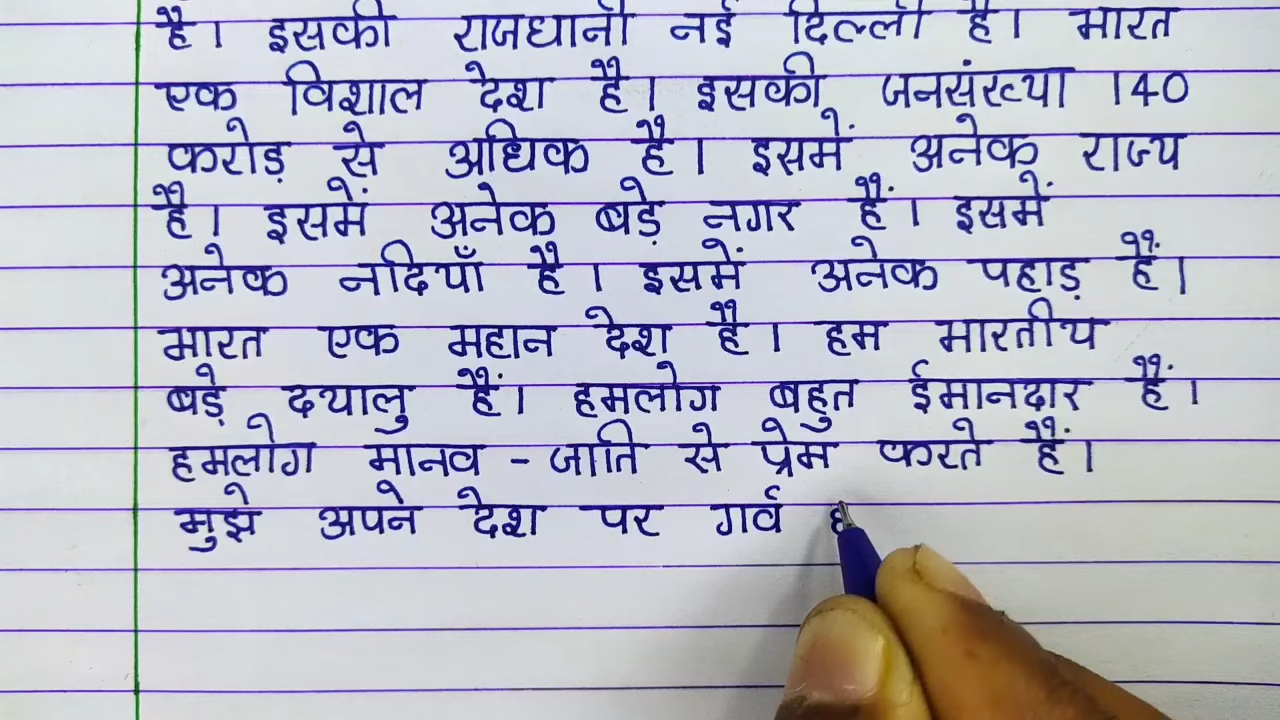 है। इसकी राजधानी नई दिल्ली है। भारत
एक विशाल देश है। इसकी जनसंख्या 140
करोड़ से अधिक है। इसमें अनेक राज्य
है। इसमें अनेक बड़े नगर हैं। इसमें
अनेक नदियाँ है। इसमें अनेक पहाड़ हैं।
भारत एक महान देश है। हम भारतीय
बड़े दयालु हैं। हमलोग बहुत ईमानदार हैं।
हमलोग मानव - जाति से प्रेम करते हैं।
मुझे अपने देश पर गर्व